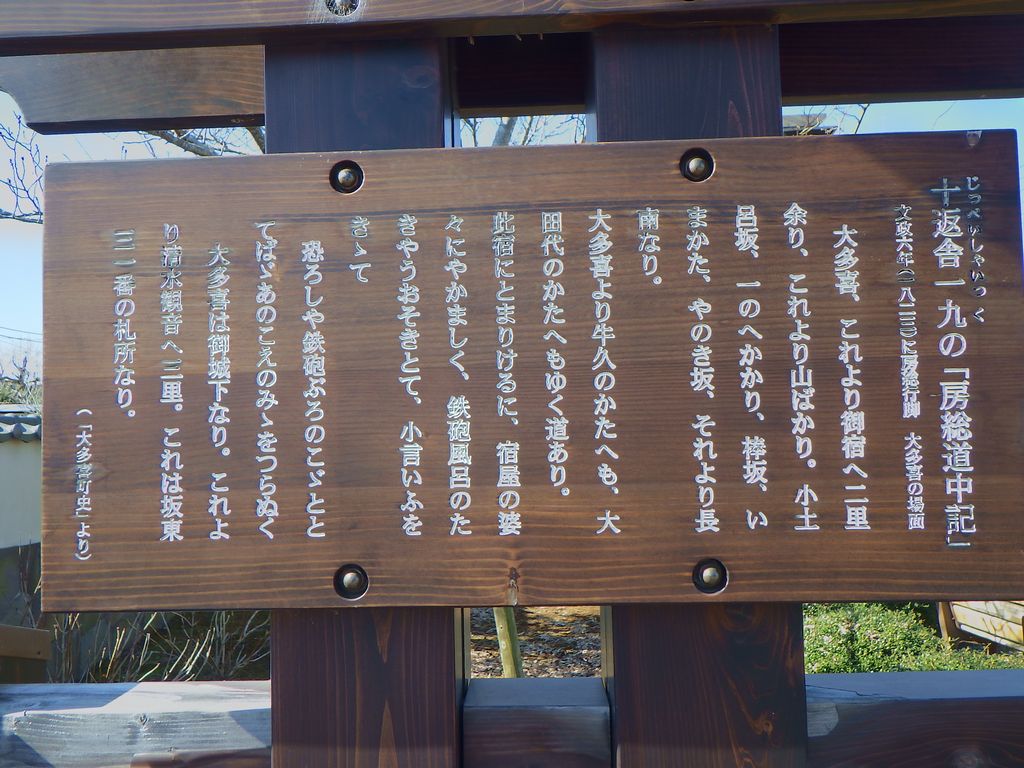 十返舎一九の「房総道中記」
じっぺいしゃいっく
文政六年(一八二三)に房総行脚 大多喜の場面
大多喜、これより御宿へ二里
余り、これより山ばかり。小土
呂坂、一のへかかり、棒坂、い
まかた、やのき坂、それより長
南なり。
大多喜より牛久のかたへも、大
田代のかたへもゆく道あり。
此宿にとまりけるに、宿屋の婆
々にやかましく、鉄砲風呂のた
きやうおそきとて、小言いふを
きゝて
恐ろしや鉄砲ぶろのこゞとと
てばゞあのこえのみゝをつらぬく
大多喜は御城下なり。これよ
り清水観音へ三里。これは坂東
三二番の札所なり。
(「大多喜町史」より)